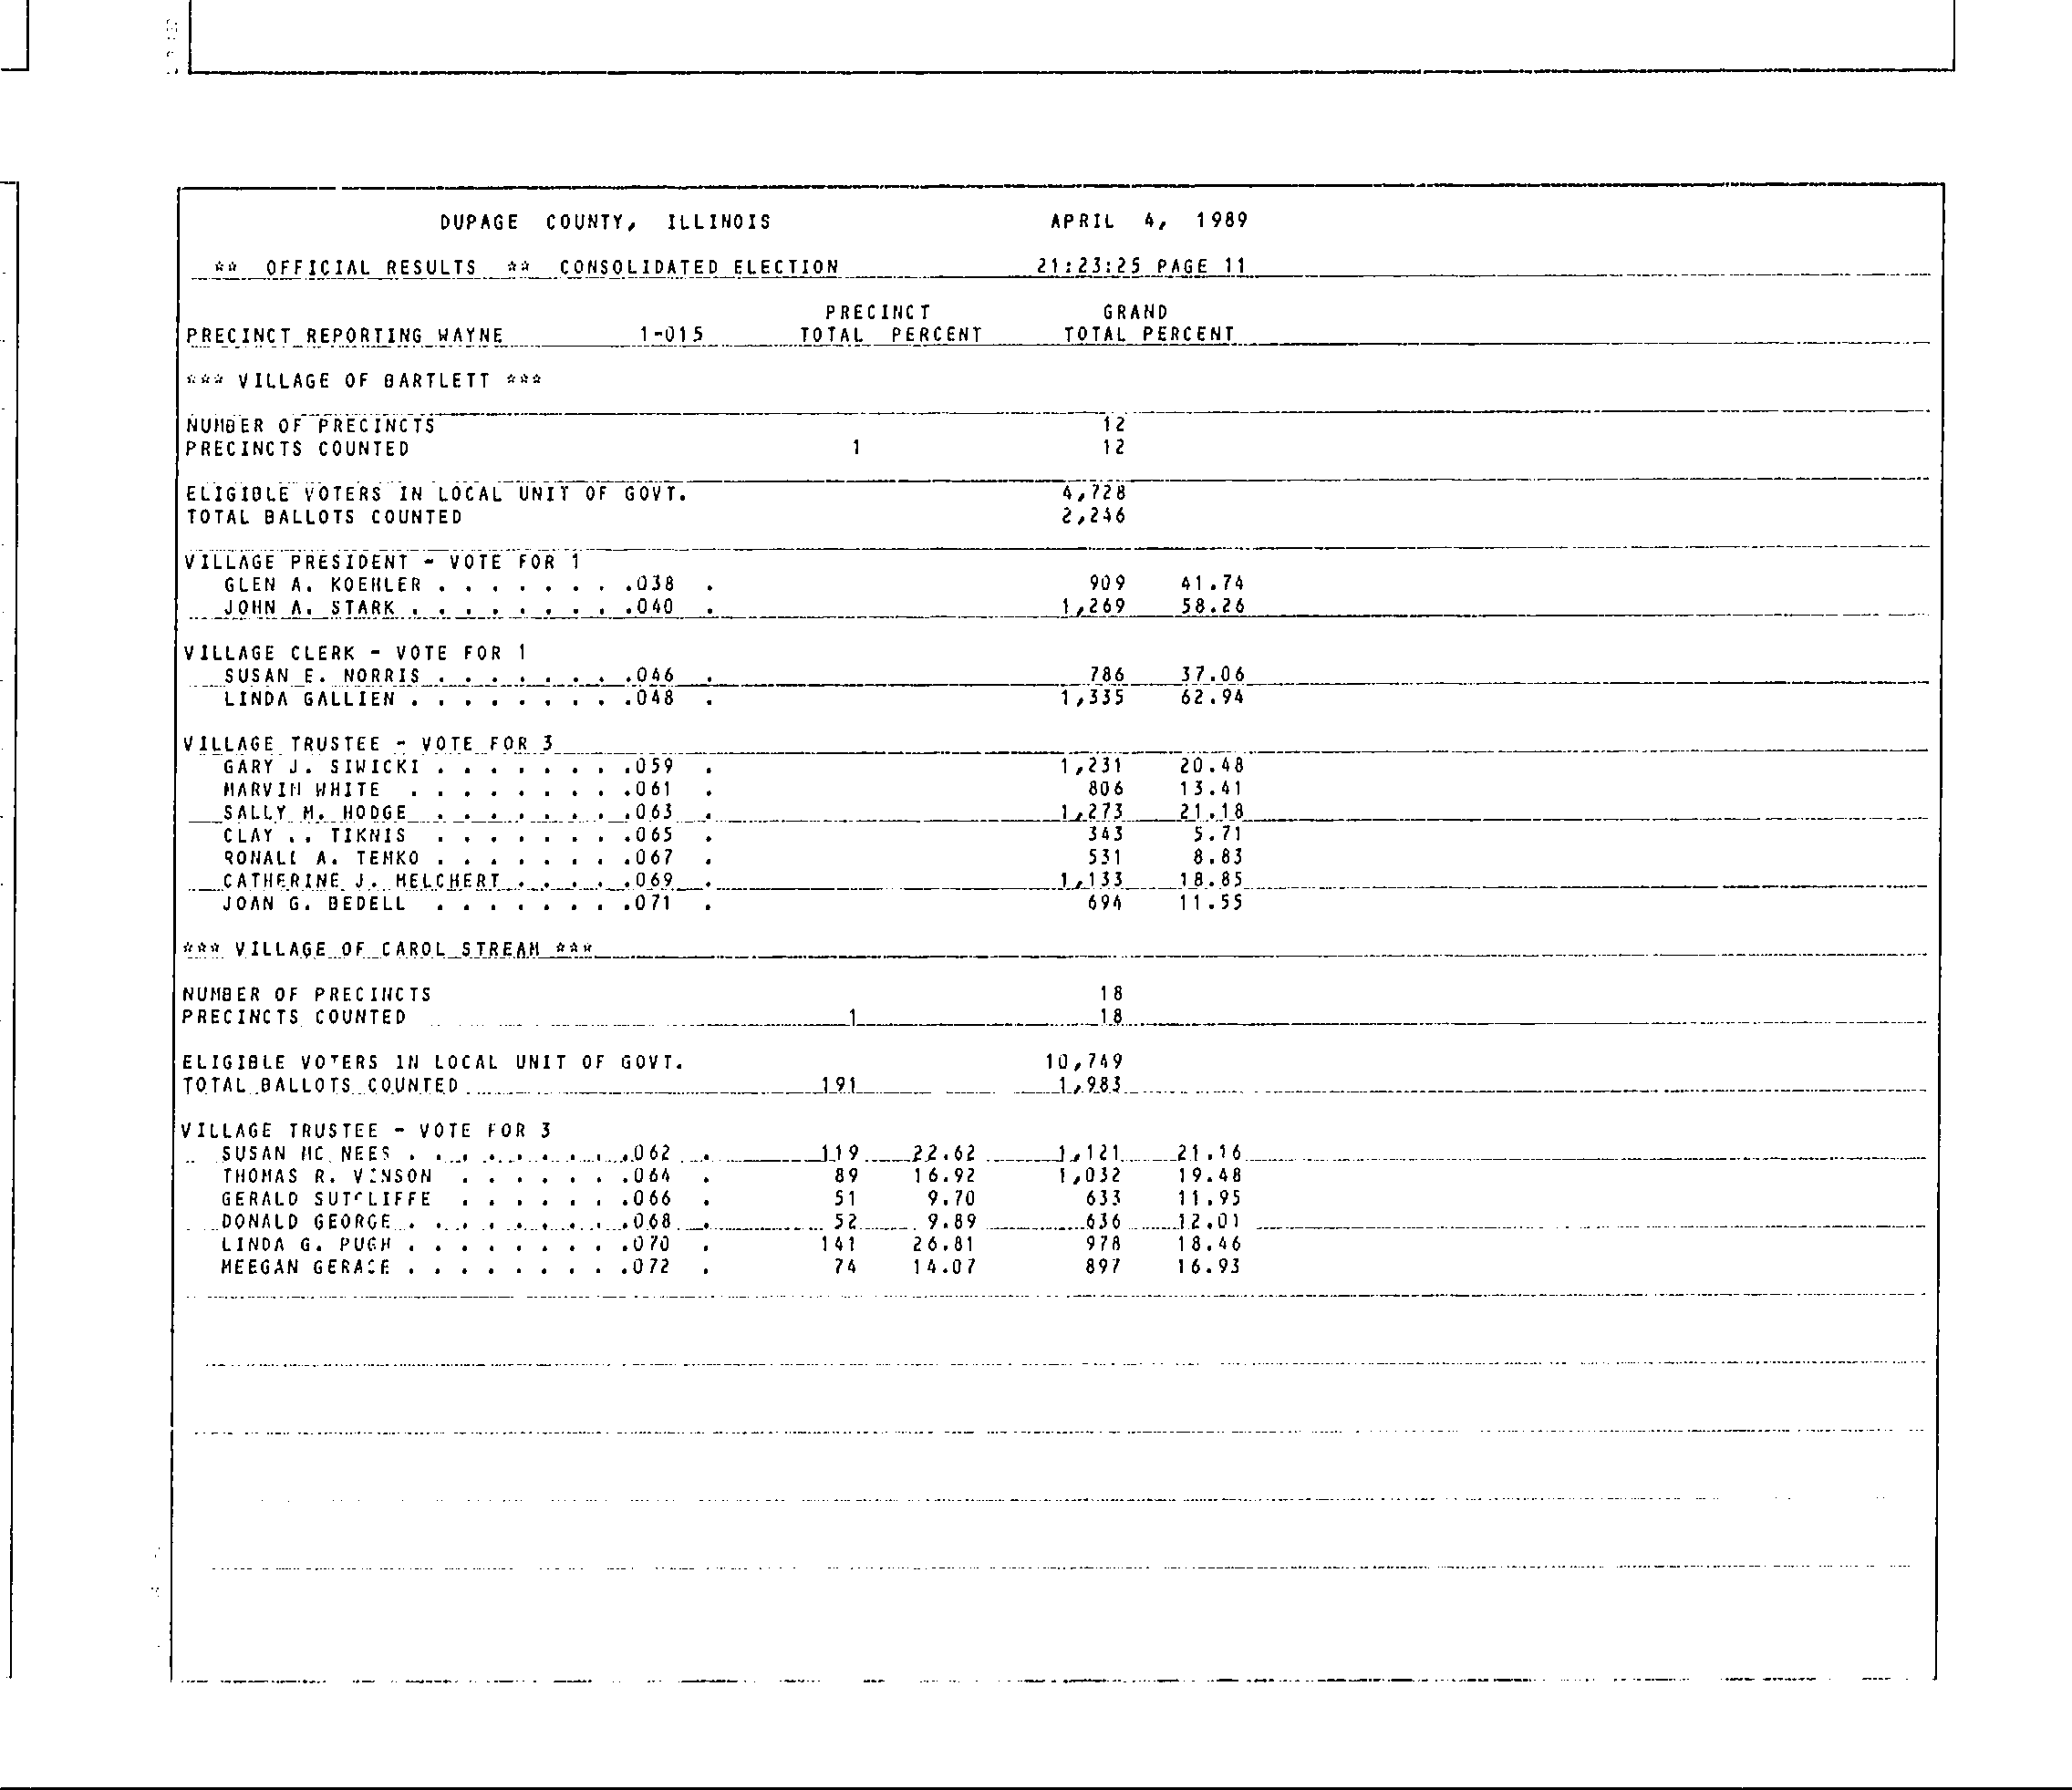 DUPAGE COUNTY, ILLINOIS APRIL 4, 1989
** OFFICIAL RESULTS ** CONSOLIDATED ELECTION 21:23:25 PAGE 11
PRECINCT GRAND
PRECINCT REPORTING WAYNE 1-015 TOTAL PERCENT TOTAL PERCENT
*** VILLAGE OF BARTLETT ***
NUMBER OF PRECINCTS 12
PRECINCTS COUNTED 1 12
ELIGIBLE VOTERS IN LOCAL UNIT OF GOVT. 4,728
TOTAL BALLOTS COUNTED 2,246
VILLAGE PRESIDENT - VOTE FOR 1
GLEN A. KOEHLER . . . . . . . .038 . 909 41.74
JOHN A. STARK . . . . . . . . .040 . 1,269 58.26
VILLAGE CLERK - VOTE FOR 1
SUSAN E. NORRIS . . . . . . . .046 . 786 37.06
LINDA GALLIEN . . . . . . . . .048 . 1,335 62.94
VILLAGE TRUSTEE - VOTE FOR 3
GARY J. SIWICKI . . . . . . . .059 . 1,231 20.48
MARVIN WHITE . . . . . . . . .061 . 806 13.41
SALLY M. HODGE . . . . . . . .063 . 1,273 21.18
CLAY .. TIKNIS . . . . . . . .065 . 343 5.71
RONALD A. TEMKO . . . . . . . .067 . 531 8.83
CATHERINE J. MELCHERT . . . . .069 . 1,133 18.85
JOAN G. BEDELL . . . . . . . .071 . 694 11.55
*** VILLAGE OF CAROL STREAM ***
NUMBER OF PRECINCTS 18
PRECINCTS COUNTED 1 18
ELIGIBLE VOTERS IN LOCAL UNIT OF GOVT. 10,749
TOTAL BALLOTS COUNTED 191 1,983
VILLAGE TRUSTEE - VOTE FOR 3
SUSAN MC NEES . . . . . . . . .062 . 119 22.62 1,121 21.16
THOMAS R. VINSON . . . . . . .064 . 89 16.92 1,032 19.48
GERALD SUTCLIFFE . . . . . . .066 . 51 9.70 633 11.95
DONALD GEORGE . . . . . . . . .068 . 52 9.89 636 12.01
LINDA G. PUGH . . . . . . . . .070 . 141 26.81 978 18.46
MEEGAN GERACE . . . . . . . . .072 . 74 14.07 897 16.93